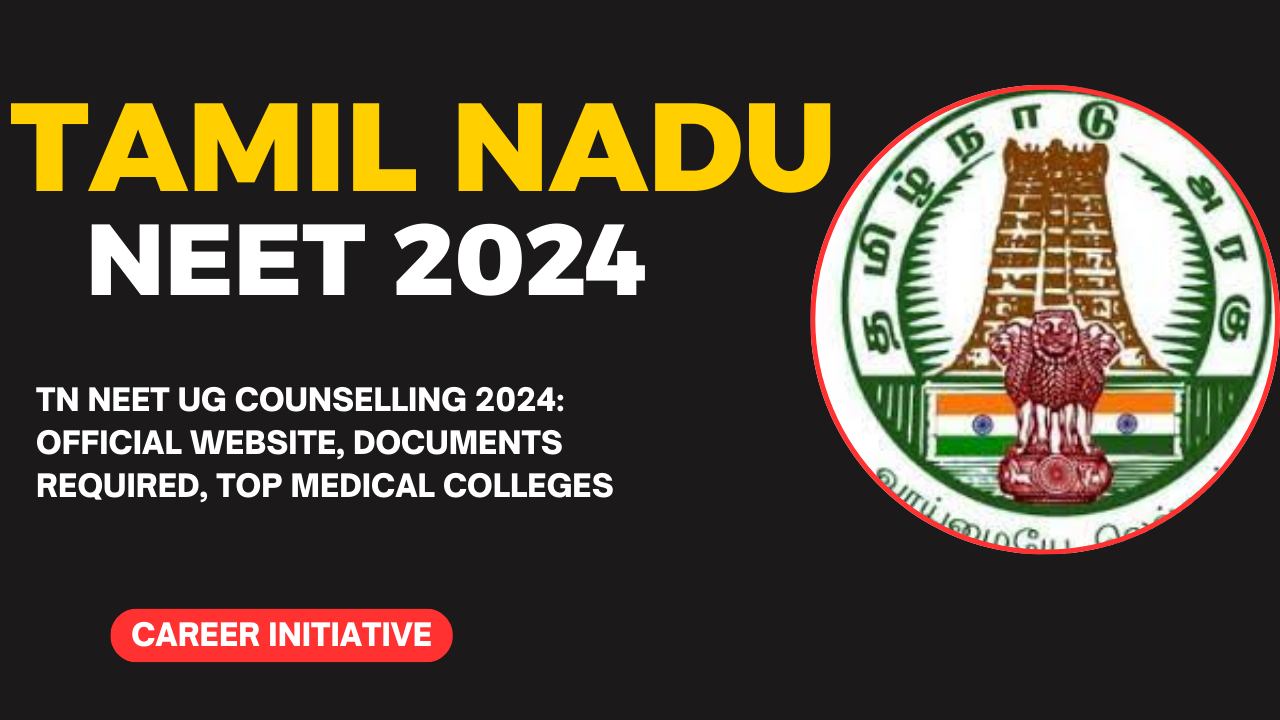 TAMIL NADU
NEET 2024
TN NEET UG COUNSELLING 2024:
OFFICIAL WEBSITE, DOCUMENTS
REQUIRED, TOP MEDICAL COLLEGES
CAREER INITIATIVE
தமிழ்நாடு அரசு
வாய்மையே